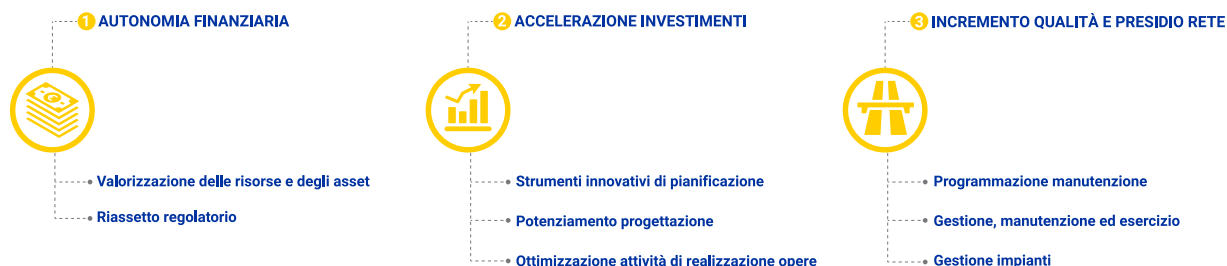 1 AUTONOMIA FINANZIARIA
Valorizzazione delle risorse e degli asset
Riassetto regolatorio
2 ACCELERAZIONE INVESTIMENTI
Strumenti innovativi di pianificazione
Potenziamento progettazione
Ottimizzazione attività di realizzazione opere
3 INCREMENTO QUALITÀ E PRESIDIO RETE
Programmazione manutenzione
Gestione, manutenzione ed esercizio
Gestione impianti